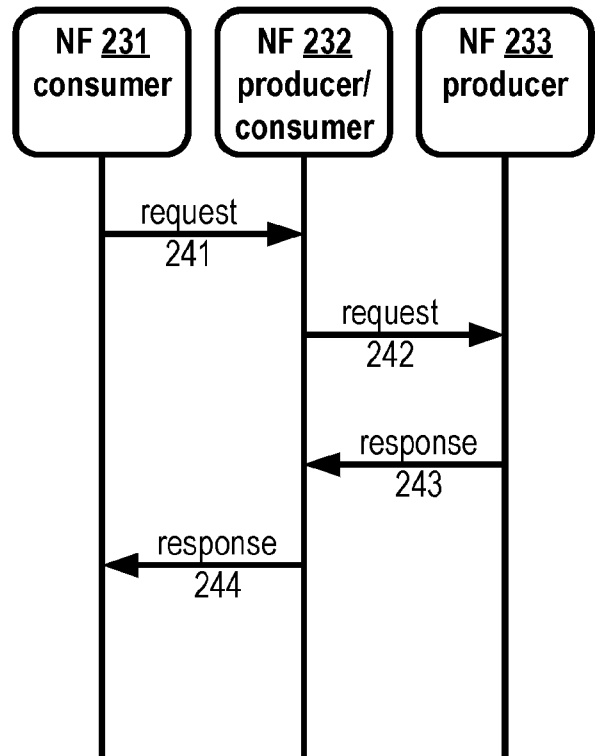 NF 231
consumer
NF 232
producer/
consumer
NF 233
producer
request
241
request
242
response
243
response
244